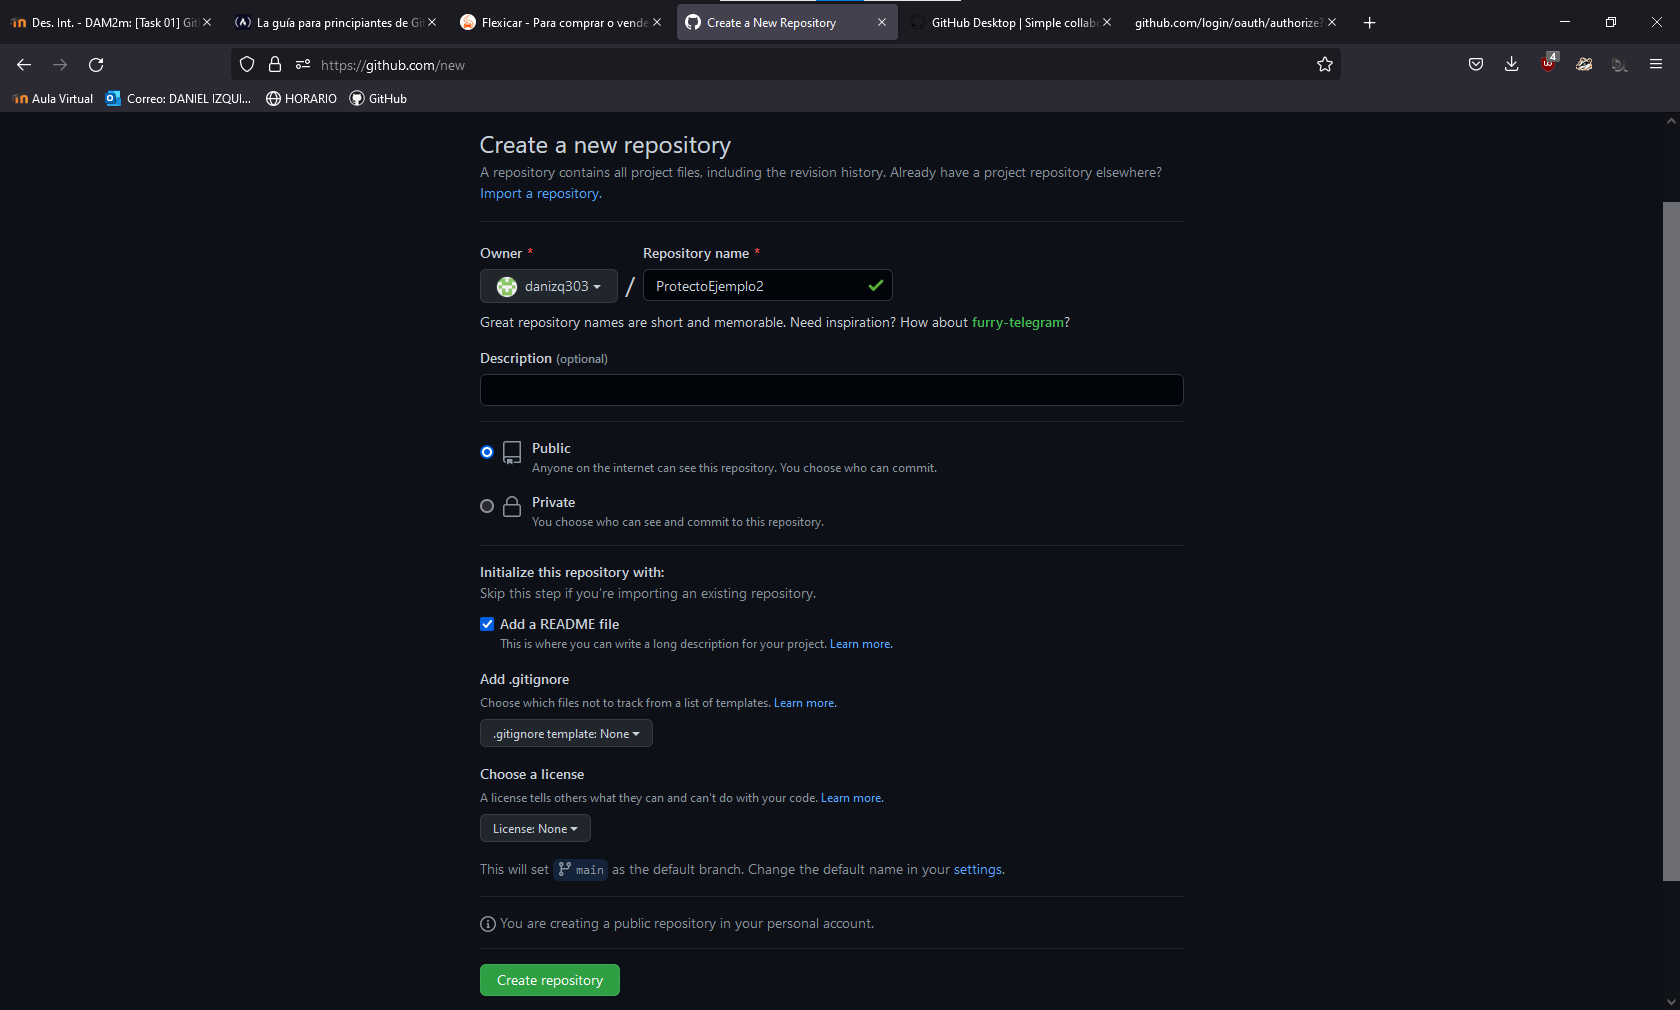 Des. Int. - DAM2m: [Task 01] Git
La guía para principiantes de Git
Flexicar - Para comprar o vende
Create a New Repository
GitHub Desktop | Simple collabo
github.com/login/oauth/authorize?
https://github.com/new
4
Aula Virtual
Correo: DANIEL IZQUI...
HORARIO
GitHub
Create a new repository
A repository contains all project files, including the revision history. Already have a project repository elsewhere?
Import a repository.
Owner *
Repository name *
danizq303
/
ProtectoEjemplo2
Great repository names are short and memorable. Need inspiration? How about furry-telegram?
Description (optional)
Public
Anyone on the internet can see this repository. You choose who can commit.
Private
You choose who can see and commit to this repository.
Initialize this repository with:
Skip this step if you're importing an existing repository.
Add a README file
This is where you can write a long description for your project. Learn more.
Add .gitignore
Choose which files not to track from a list of templates. Learn more.
.gitignore template: None
Choose a license
A license tells others what they can and can't do with your code. Learn more.
License: None
This will set main as the default branch. Change the default name in your settings.
You are creating a public repository in your personal account.
Create repository